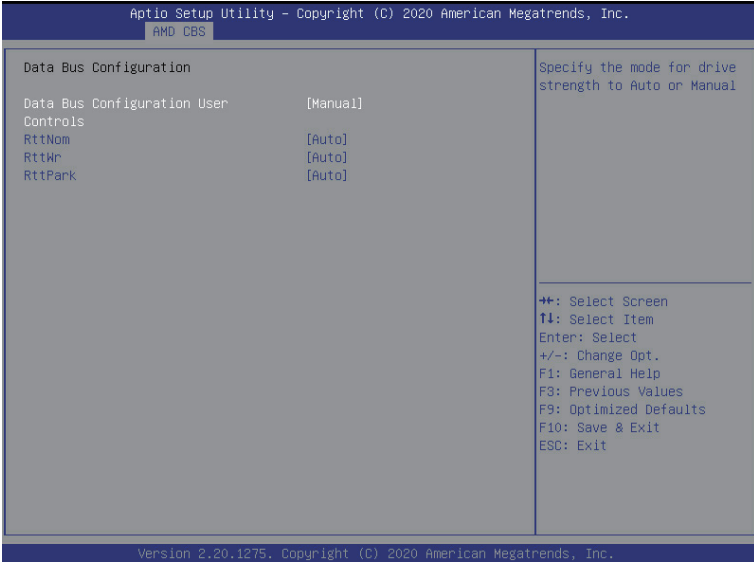 Aptio Setup Utility – Copyright (C) 2020 American Megatrends, Inc.
AMD CBS
Data Bus Configuration
Data Bus Configuration User [Manual]
Controls
RttNom [Auto]
RttWr [Auto]
RttPark [Auto]
Specify the mode for drive
strength to Auto or Manual
→←: Select Screen
↑↓: Select Item
Enter: Select
+/-: Change Opt.
F1: General Help
F3: Previous Values
F9: Optimized Defaults
F10: Save & Exit
ESC: Exit
Version 2.20.1275. Copyright (C) 2020 American Megatrends, Inc.